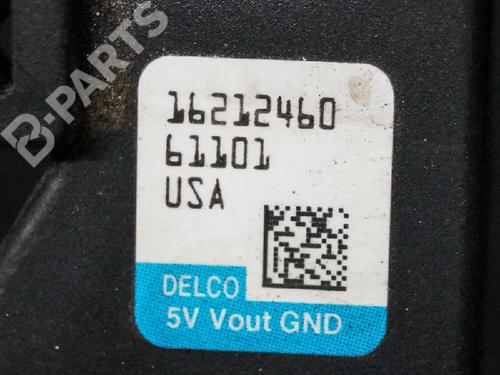 B-PARTS
16212460
61101
USA
DELCO
5V Vout GND